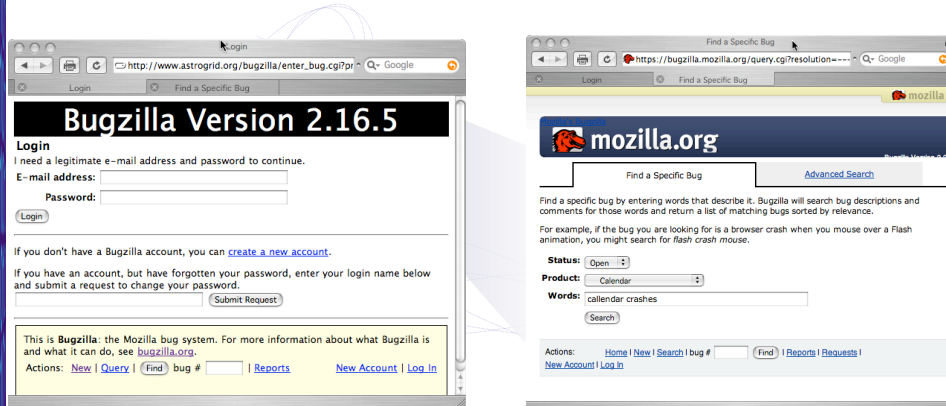 Login
http://www.astrogrid.org/bugzilla/enter_bug.cgi?pr
Google
Login
Find a Specific Bug
Bugzilla Version 2.16.5
Login
I need a legitimate e-mail address and password to continue.
E-mail address:
Password:
Login
If you don't have a Bugzilla account, you can create a new account.
If you have an account, but have forgotten your password, enter your login name below
and submit a request to change your password.
Submit Request
This is Bugzilla: the Mozilla bug system. For more information about what Bugzilla is
and what it can do, see bugzilla.org.
Actions: New | Query | Find bug # | Reports New Account | Log In
Find a Specific Bug
https://bugzilla.mozilla.org/query.cgi?resolution=---
Google
Login
Find a Specific Bug
mozilla
mozilla.org
Bugzilla Version
Find a Specific Bug
Advanced Search
Find a specific bug by entering words that describe it. Bugzilla will search bug descriptions and
comments for those words and return a list of matching bugs sorted by relevance.
For example, if the bug you are looking for is a browser crash when you mouse over a Flash
animation, you might search for flash crash mouse.
Status: Open
Product: Calendar
Words: callendar crashes
Search
Actions: Home | New | Search | bug # Find | Reports | Requests |
New Account | Log In